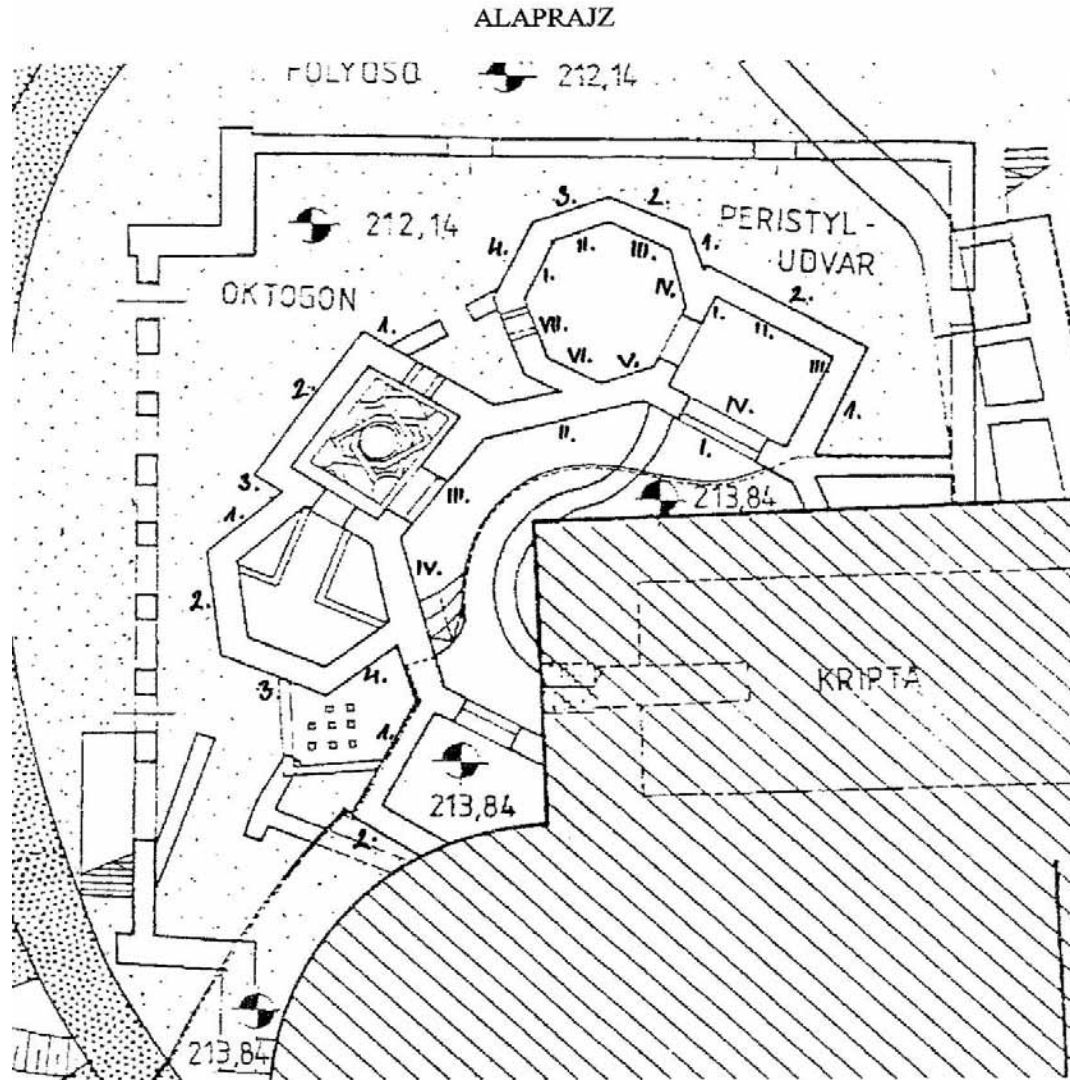 ALAPRAJZ
FOLYOSO 212,14
3. 2.
212,14
PERISTYL-
UDVAR
4. 1.
I. II. III. 2.
OKTOGON
IV. I. II.
1. VII. VI. V. III.
2. IV. 1.
II. I.
3. III. 213,84
1.
IV.
2.
4. KRIPTA
3.
1.
213,84
2.
213,84